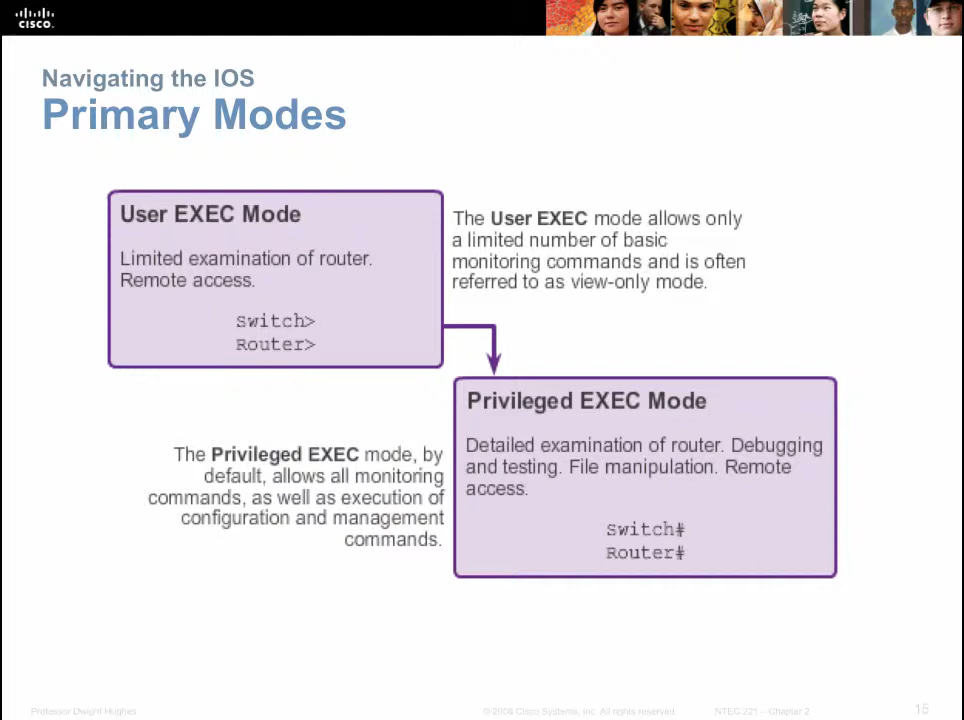 CISCO
Navigating the IOS
Primary Modes
User EXEC Mode
Limited examination of router.
Remote access.
Switch>
Router>
The User EXEC mode allows only
a limited number of basic
monitoring commands and is often
referred to as view-only mode.
Privileged EXEC Mode
Detailed examination of router. Debugging
and testing. File manipulation. Remote
access.
Switch#
Router#
The Privileged EXEC mode, by
default, allows all monitoring
commands, as well as execution of
configuration and management
commands.
Professor Dwight Hughes
© 2008 Cisco Systems, Inc. All rights reserved.
NTEC 221 – Chapter 2
15